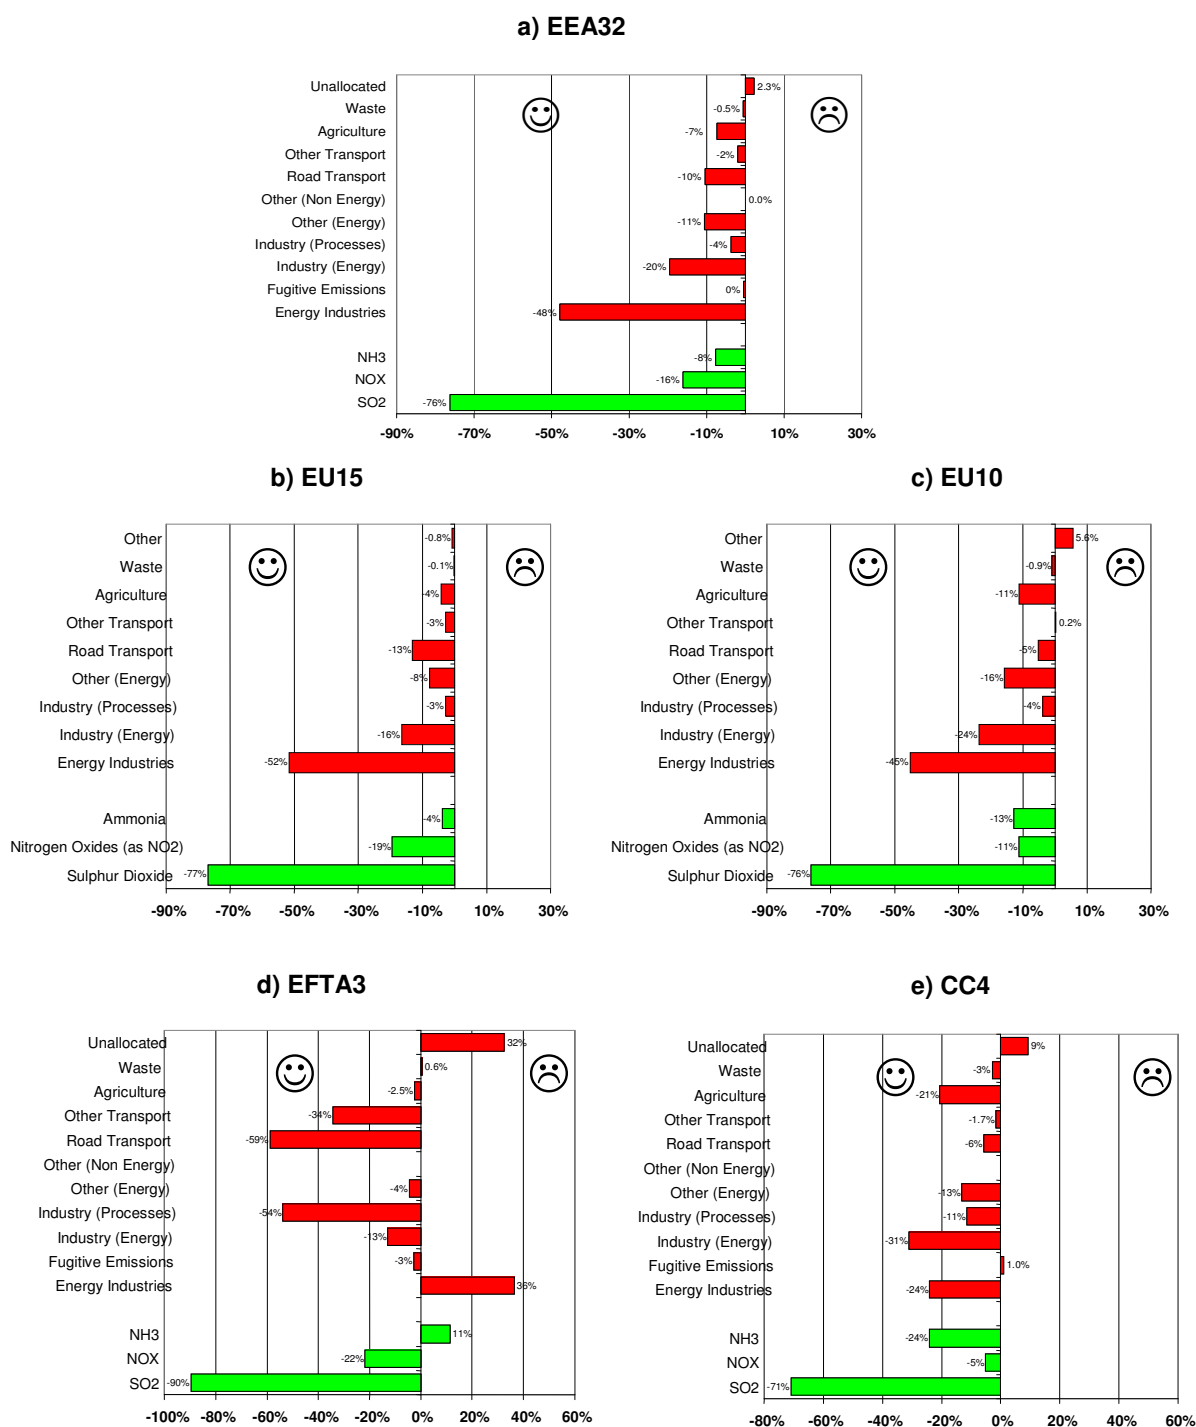 a) EEA32
Unallocated 2.3%
Waste -0.5%
Agriculture -7%
Other Transport -2%
Road Transport -10%
Other (Non Energy) 0.0%
Other (Energy) -11%
Industry (Processes) -4%
Industry (Energy) -20%
Fugitive Emissions 0%
Energy Industries -48%
NH3 -8%
NOX -16%
SO2 -76%
-90% -70% -50% -30% -10% 10% 30%
b) EU15
Other -0.8%
Waste -0.1%
Agriculture -4%
Other Transport -3%
Road Transport -13%
Other (Energy) -8%
Industry (Processes) -3%
Industry (Energy) -16%
Energy Industries -52%
Ammonia -4%
Nitrogen Oxides (as NO2) -19%
Sulphur Dioxide -77%
-90% -70% -50% -30% -10% 10% 30%
c) EU10
Other 5.6%
Waste -0.9%
Agriculture -11%
Other Transport 0.2%
Road Transport -5%
Other (Energy) -16%
Industry (Processes) -4%
Industry (Energy) -24%
Energy Industries -45%
Ammonia -13%
Nitrogen Oxides (as NO2) -11%
Sulphur Dioxide -76%
-90% -70% -50% -30% -10% 10% 30%
d) EFTA3
Unallocated 32%
Waste 0.6%
Agriculture -2.5%
Other Transport -34%
Road Transport -59%
Other (Non Energy)
Other (Energy) -4%
Industry (Processes) -54%
Industry (Energy) -13%
Fugitive Emissions -3%
Energy Industries 36%
NH3 11%
NOX -22%
SO2 -90%
-100% -80% -60% -40% -20% 0% 20% 40% 60%
e) CC4
Unallocated 9%
Waste -3%
Agriculture -21%
Other Transport -1.7%
Road Transport -6%
Other (Non Energy)
Other (Energy) -13%
Industry (Processes) -11%
Industry (Energy) -31%
Fugitive Emissions 1.0%
Energy Industries -24%
NH3 -24%
NOX -5%
SO2 -71%
-80% -60% -40% -20% 0% 20% 40% 60%